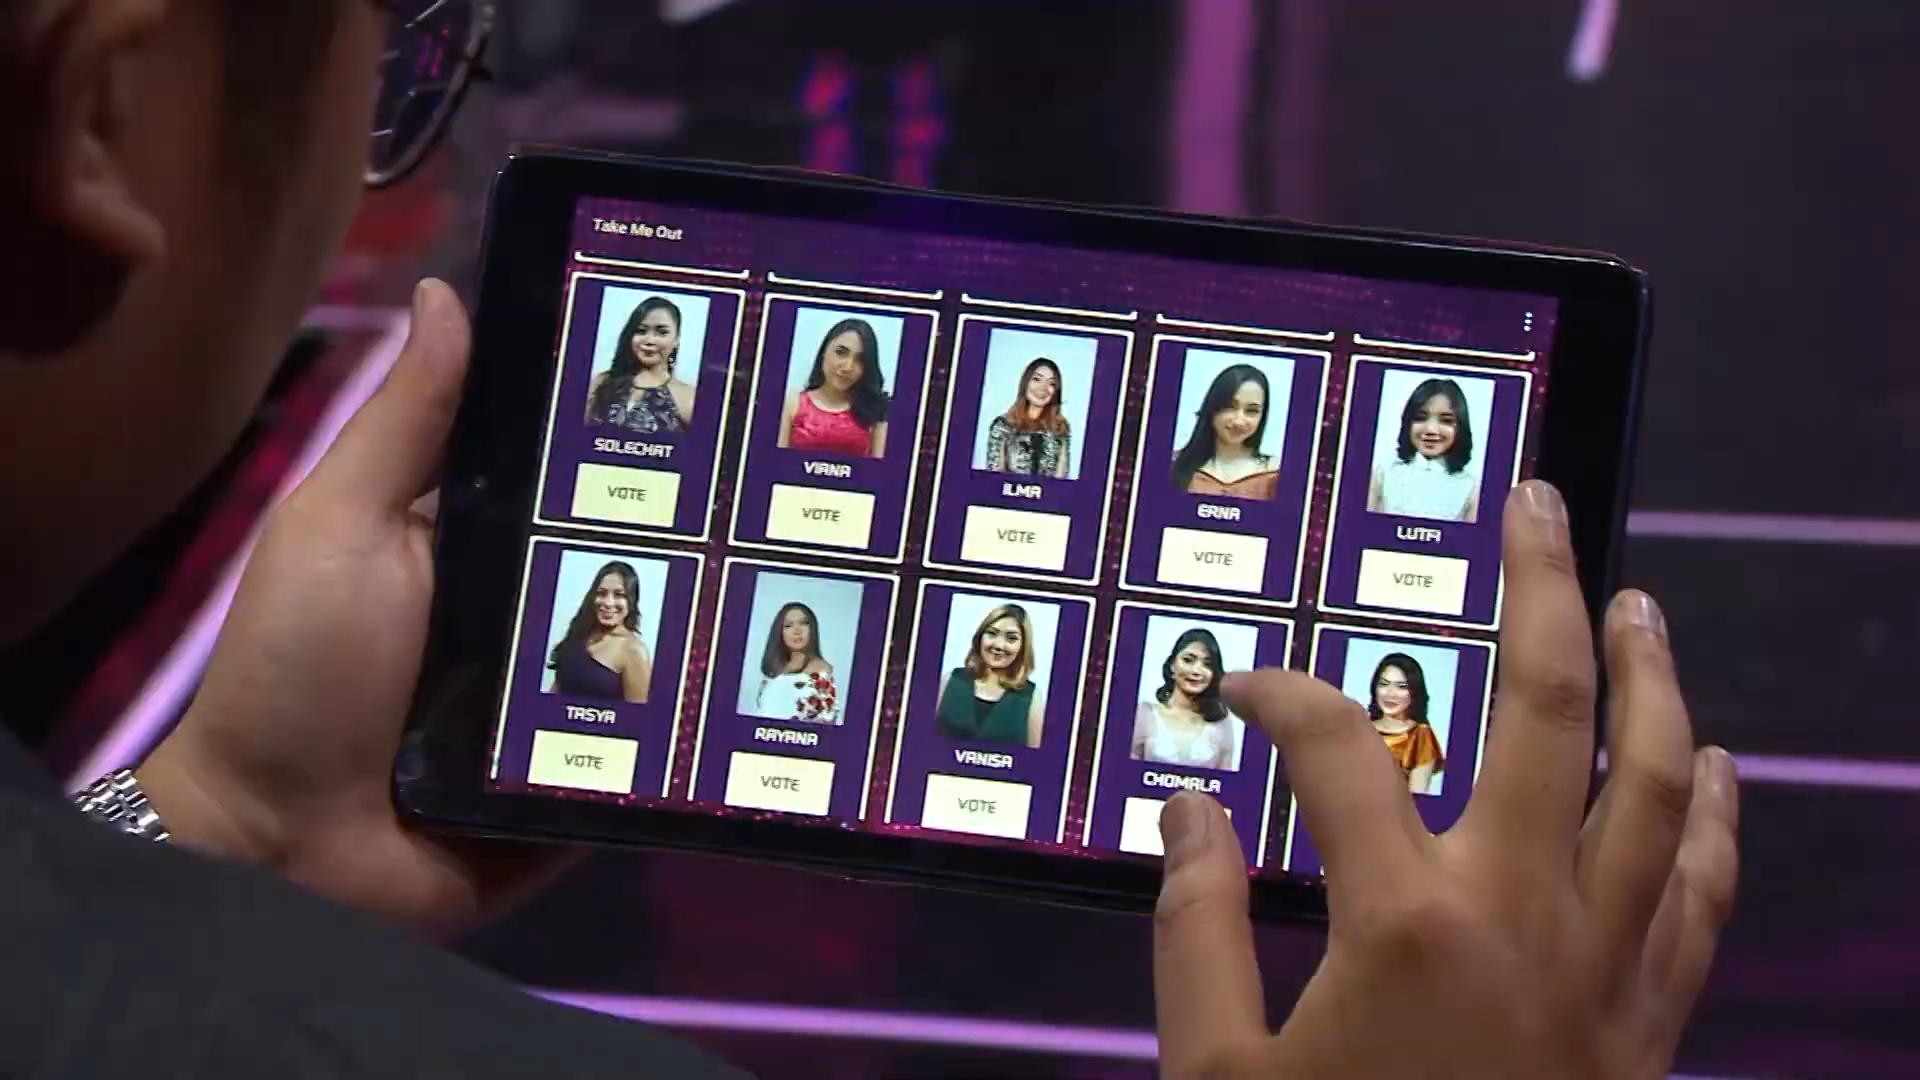 Take Me Out
SOLECHAT
VIANA
ILMA
ERNA
LUTFI
VOTE
VOTE
VOTE
VOTE
VOTE
TASYA
RAYANA
VANISA
CHOMALA
VOTE
VOTE
VOTE